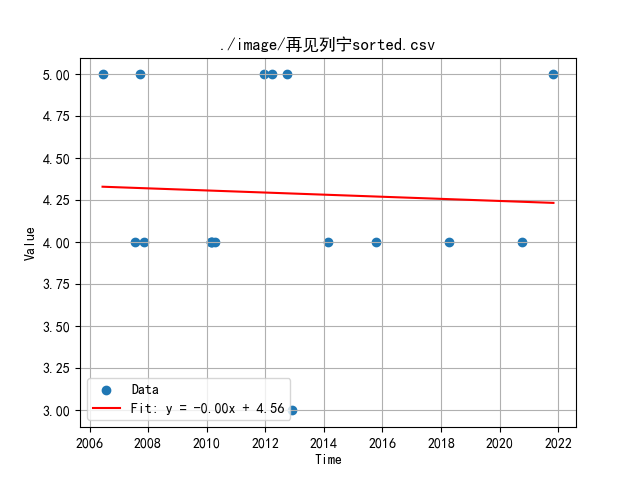 ./image/再见列宁sorted.csv
5.00
4.75
4.50
4.25
4.00
3.75
3.50
3.25
3.00
Value
Data
Fit: y = -0.00x + 4.56
2006 2008 2010 2012 2014 2016 2018 2020 2022
Time